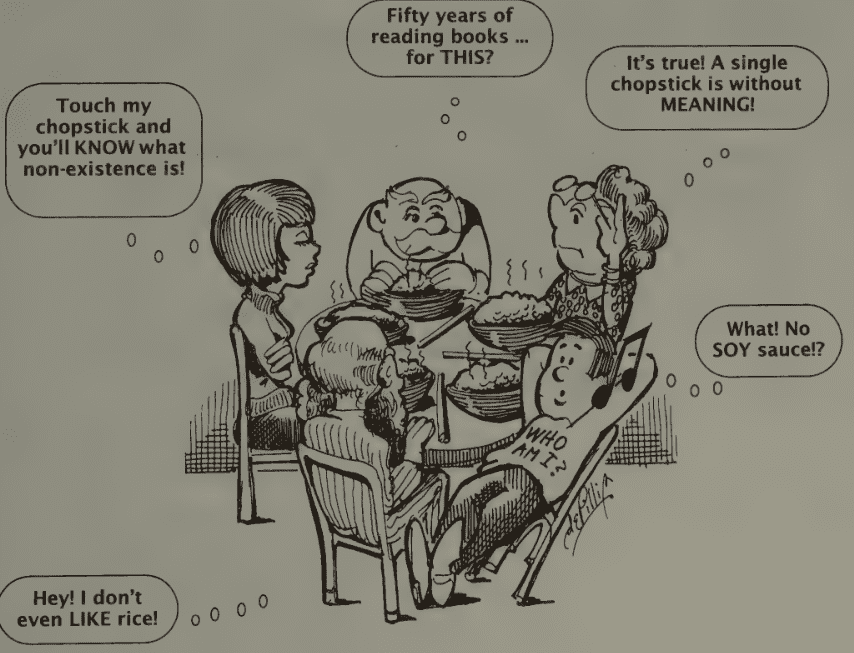 Fifty years of
reading books ...
for THIS?
It's true! A single
chopstick is without
MEANING!
Touch my
chopstick and
you'll KNOW what
non-existence is!
What! No
SOY sauce!?
WHO
AM I?
depillis
Hey! I don't
even LIKE rice!